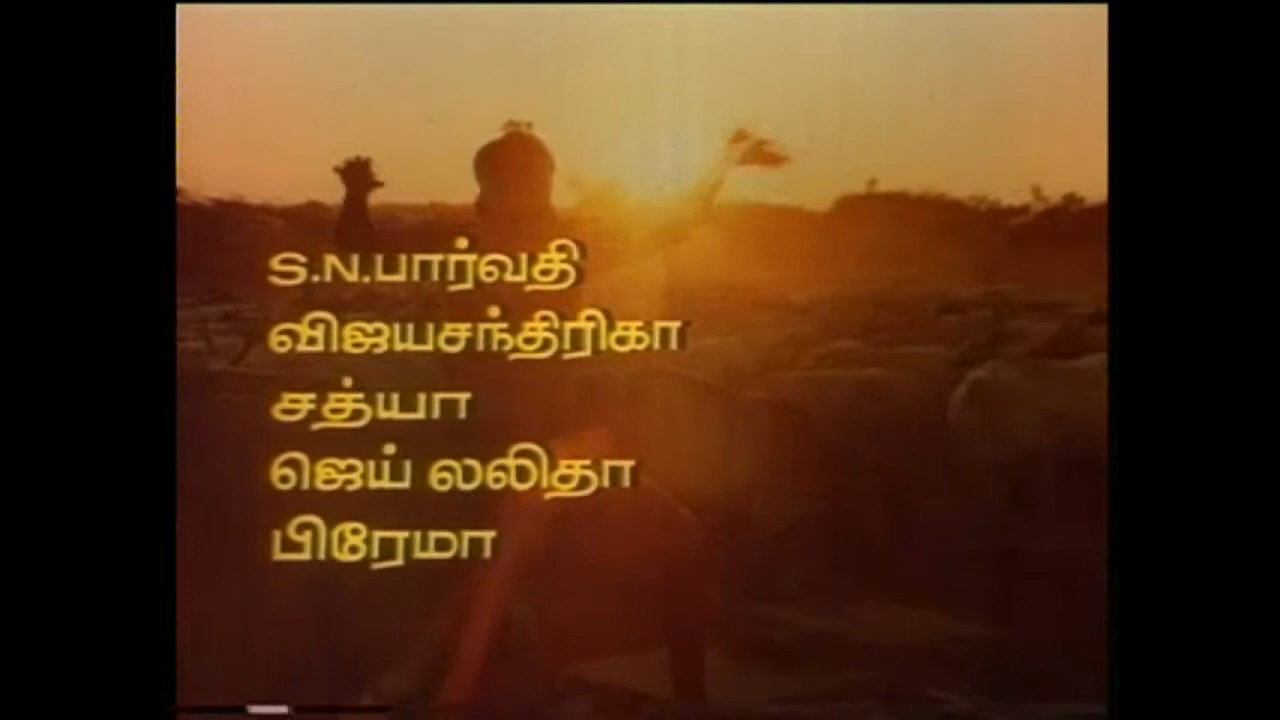 S.N.பார்வதி
விஜயசந்திரிகா
சத்யா
ஜெய் லலிதா
பிரேமா